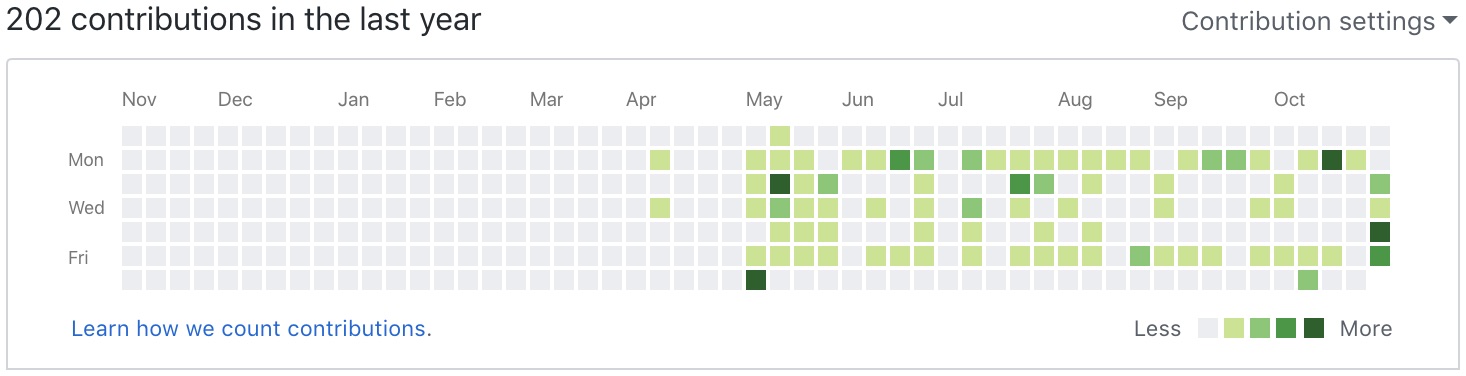 202 contributions in the last year
Contribution settings
Nov Dec Jan Feb Mar Apr May Jun Jul Aug Sep Oct
Mon
Wed
Fri
Learn how we count contributions.
Less More